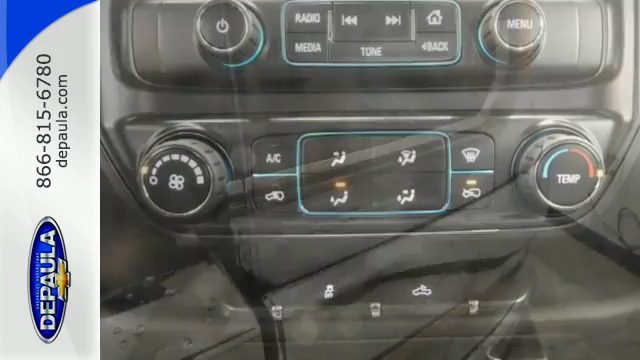 866-815-6780
depaula.com
DEPAULA
RADIO
MEDIA
TONE
BACK
MENU
A/C
TEMP